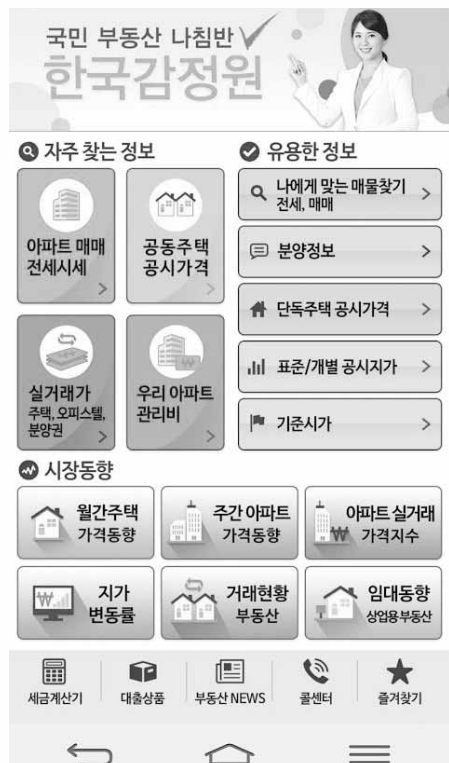 국민 부동산 나침반
한국감정원
자주 찾는 정보
아파트 매매
전세시세
공동주택
공시가격
실거래가
주택, 오피스텔,
분양권
우리 아파트
관리비
유용한 정보
나에게 맞는 매물찾기
전세, 매매
분양정보
단독주택 공시가격
표준/개별 공시지가
기준시가
시장동향
월간주택
가격동향
주간 아파트
가격동향
아파트 실거래
가격지수
지가
변동률
거래현황
부동산
임대동향
상업용 부동산
세금계산기
대출상품
부동산 NEWS
콜센터
즐겨찾기